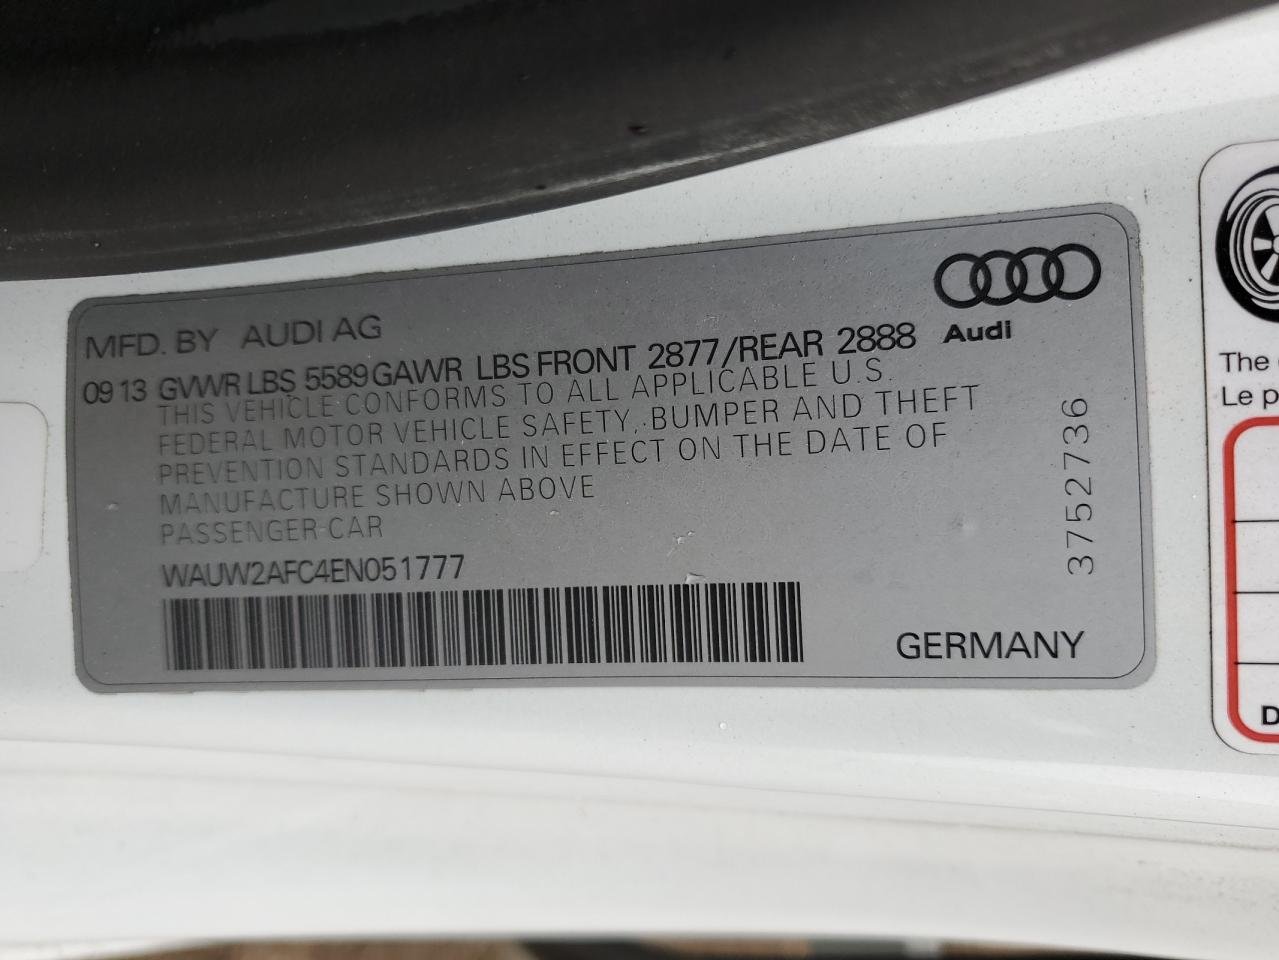 MFD. BY AUDI AG
09 13 GVWR LBS 5589 GAWR LBS FRONT 2877/REAR 2888
Audi
THIS VEHICLE CONFORMS TO ALL APPLICABLE U.S
FEDERAL MOTOR VEHICLE SAFETY, BUMPER AND THEFT
PREVENTION STANDARDS IN EFFECT ON THE DATE OF
MANUFACTURE SHOWN ABOVE
PASSENGER CAR
WAUW2AFC4EN051777
GERMANY
37527736
The
Le p
D